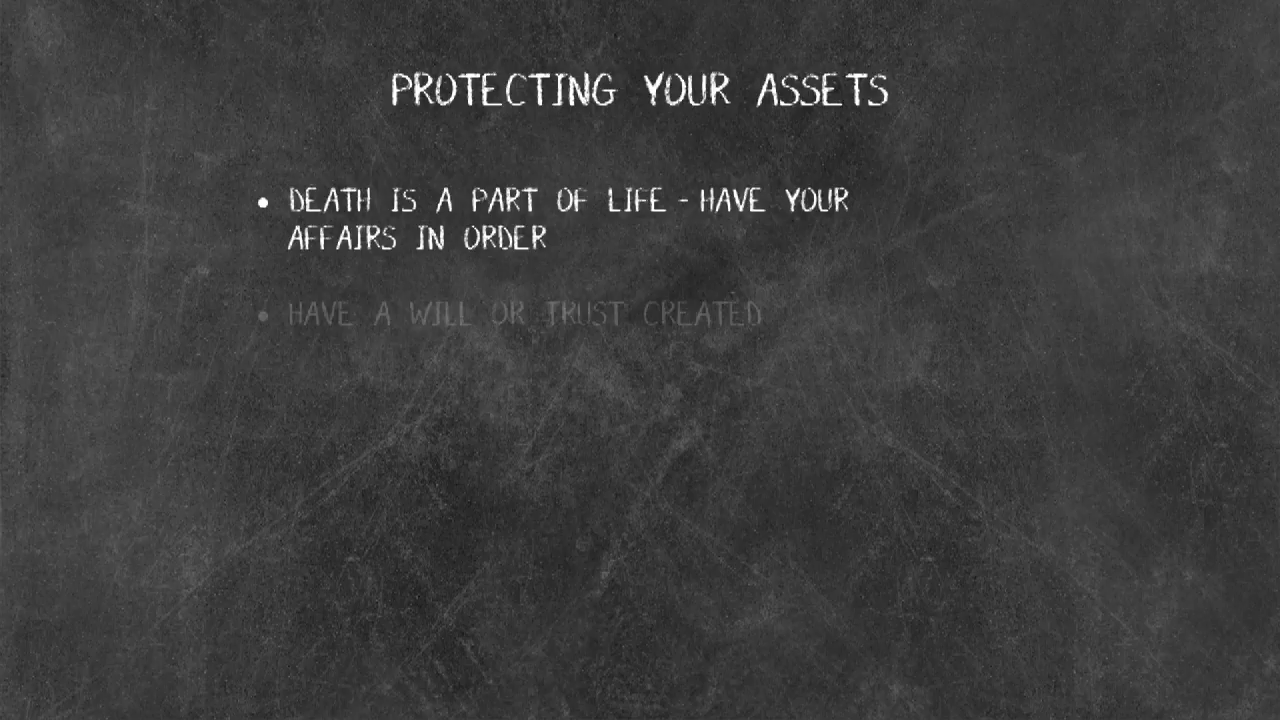 PROTECTING YOUR ASSETS
• DEATH IS A PART OF LIFE - HAVE YOUR
AFFAIRS IN ORDER
• HAVE A WILL OR TRUST CREATED